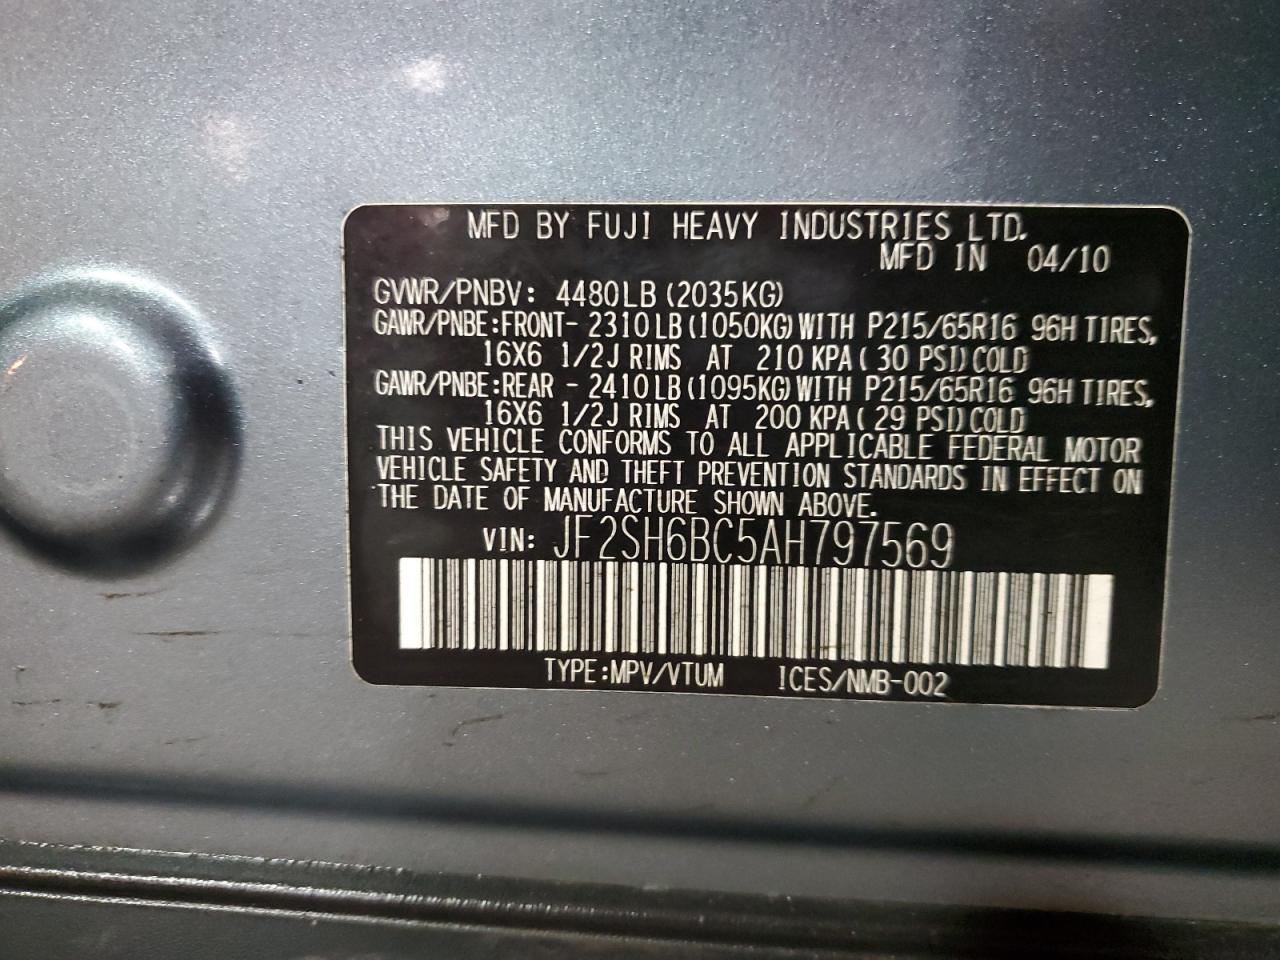 MFD BY FUJI HEAVY INDUSTRIES LTD.
MFD IN 04/10
GVWR/PNBV: 4480LB (2035KG)
GAWR/PNBE:FRONT- 2310LB (1050KG) WITH P215/65R16 96H TIRES,
16X6 1/2J RIMS AT 210 KPA ( 30 PSI) COLD
GAWR/PNBE:REAR - 2410LB (1095KG) WITH P215/65R16 96H TIRES,
16X6 1/2J RIMS AT 200 KPA ( 29 PSI) COLD
THIS VEHICLE CONFORMS TO ALL APPLICABLE FEDERAL MOTOR
VEHICLE SAFETY AND THEFT PREVENTION STANDARDS IN EFFECT ON
THE DATE OF MANUFACTURE SHOWN ABOVE.
VIN: JF2SH6BC5AH797569
TYPE:MPV/VTUM ICES/NMB-002